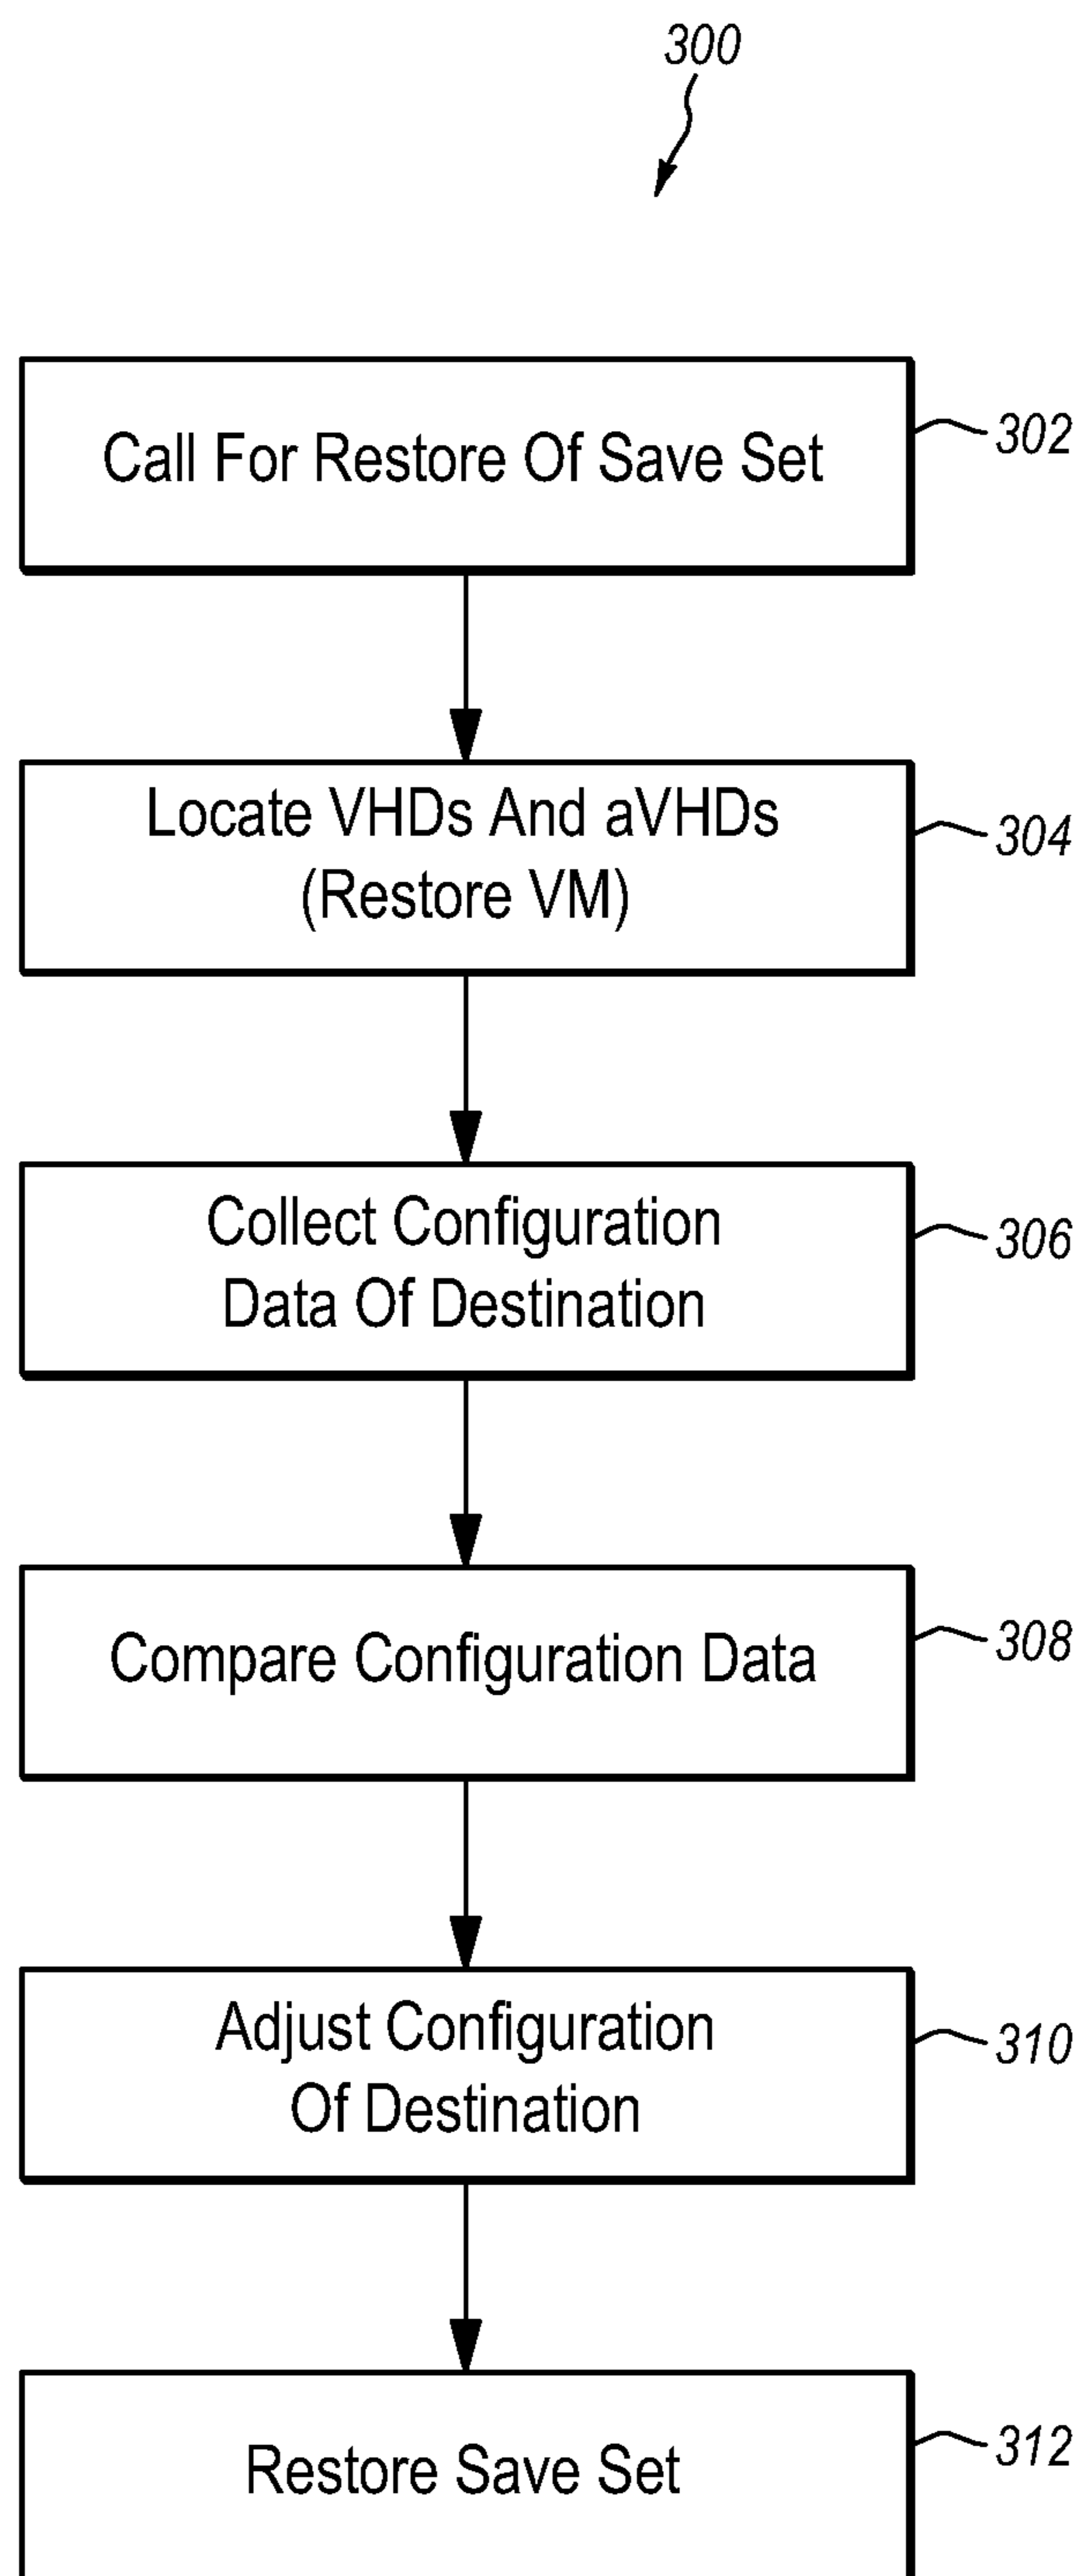 300
Call For Restore Of Save Set
302
Locate VHDs And aVHDs
(Restore VM)
304
Collect Configuration
Data Of Destination
306
Compare Configuration Data
308
Adjust Configuration
Of Destination
310
Restore Save Set
312